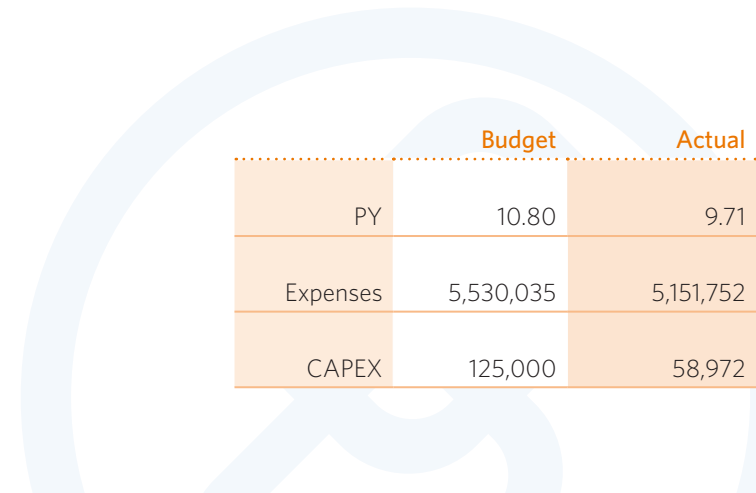 Budget Actual
PY 10.80 9.71
Expenses 5,530,035 5,151,752
CAPEX 125,000 58,972